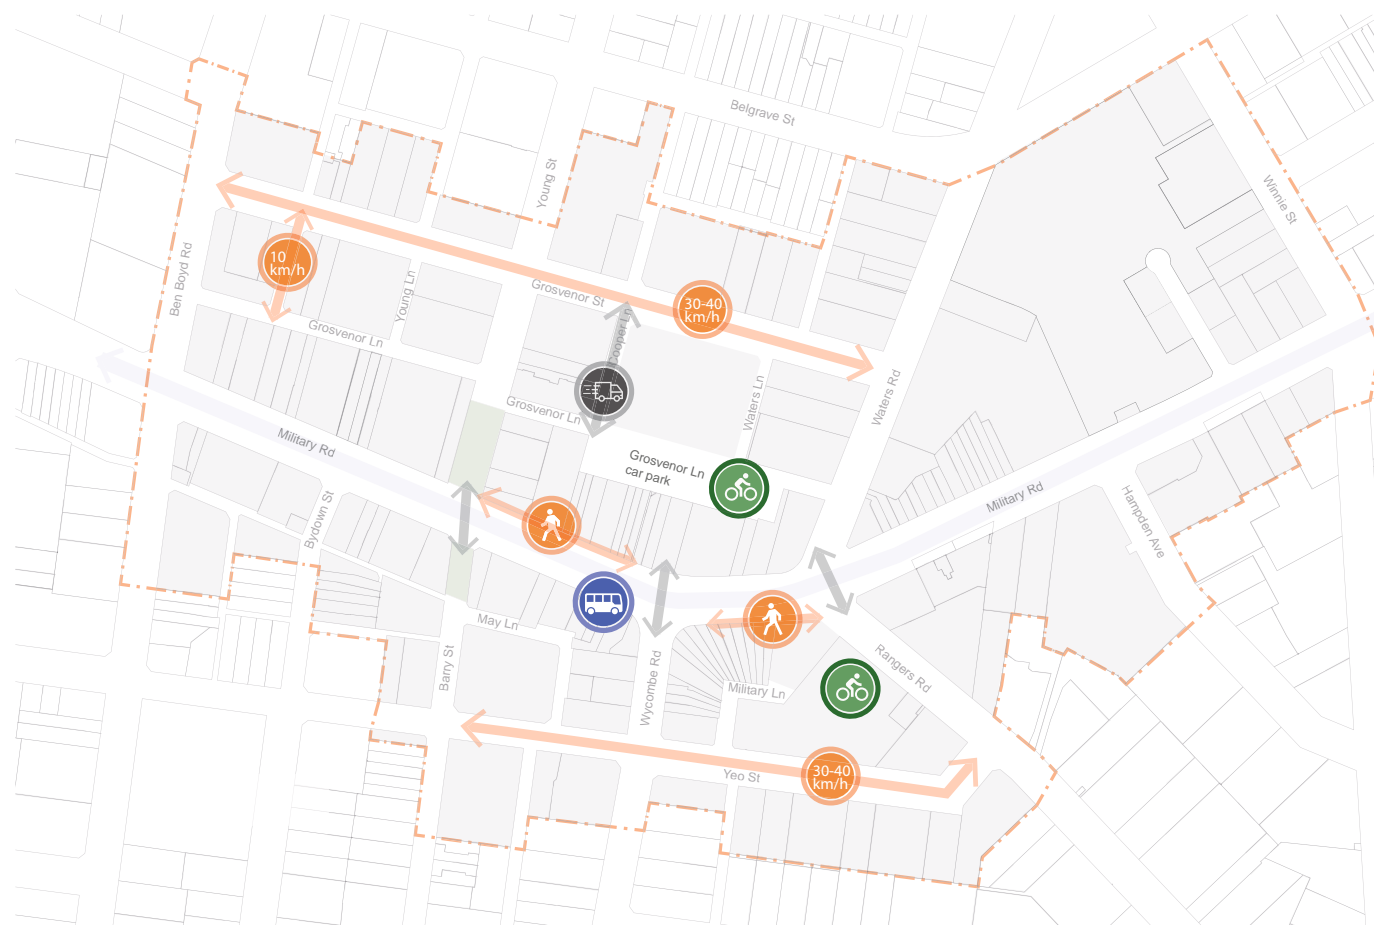 Belgrave St
Young St
Winnie St
Ben Boyd Rd
10
km/h
Young Ln
Grosvenor St
30-40
km/h
Grosvenor Ln
Cooper Ln
Waters Ln
Waters Rd
Grosvenor Ln
Military Rd
Grosvenor Ln
car park
Military Rd
Hampden Ave
Bydown St
May Ln
Barry St
Wycombe Rd
Rangers Rd
Military Ln
Yeo St
30-40
km/h